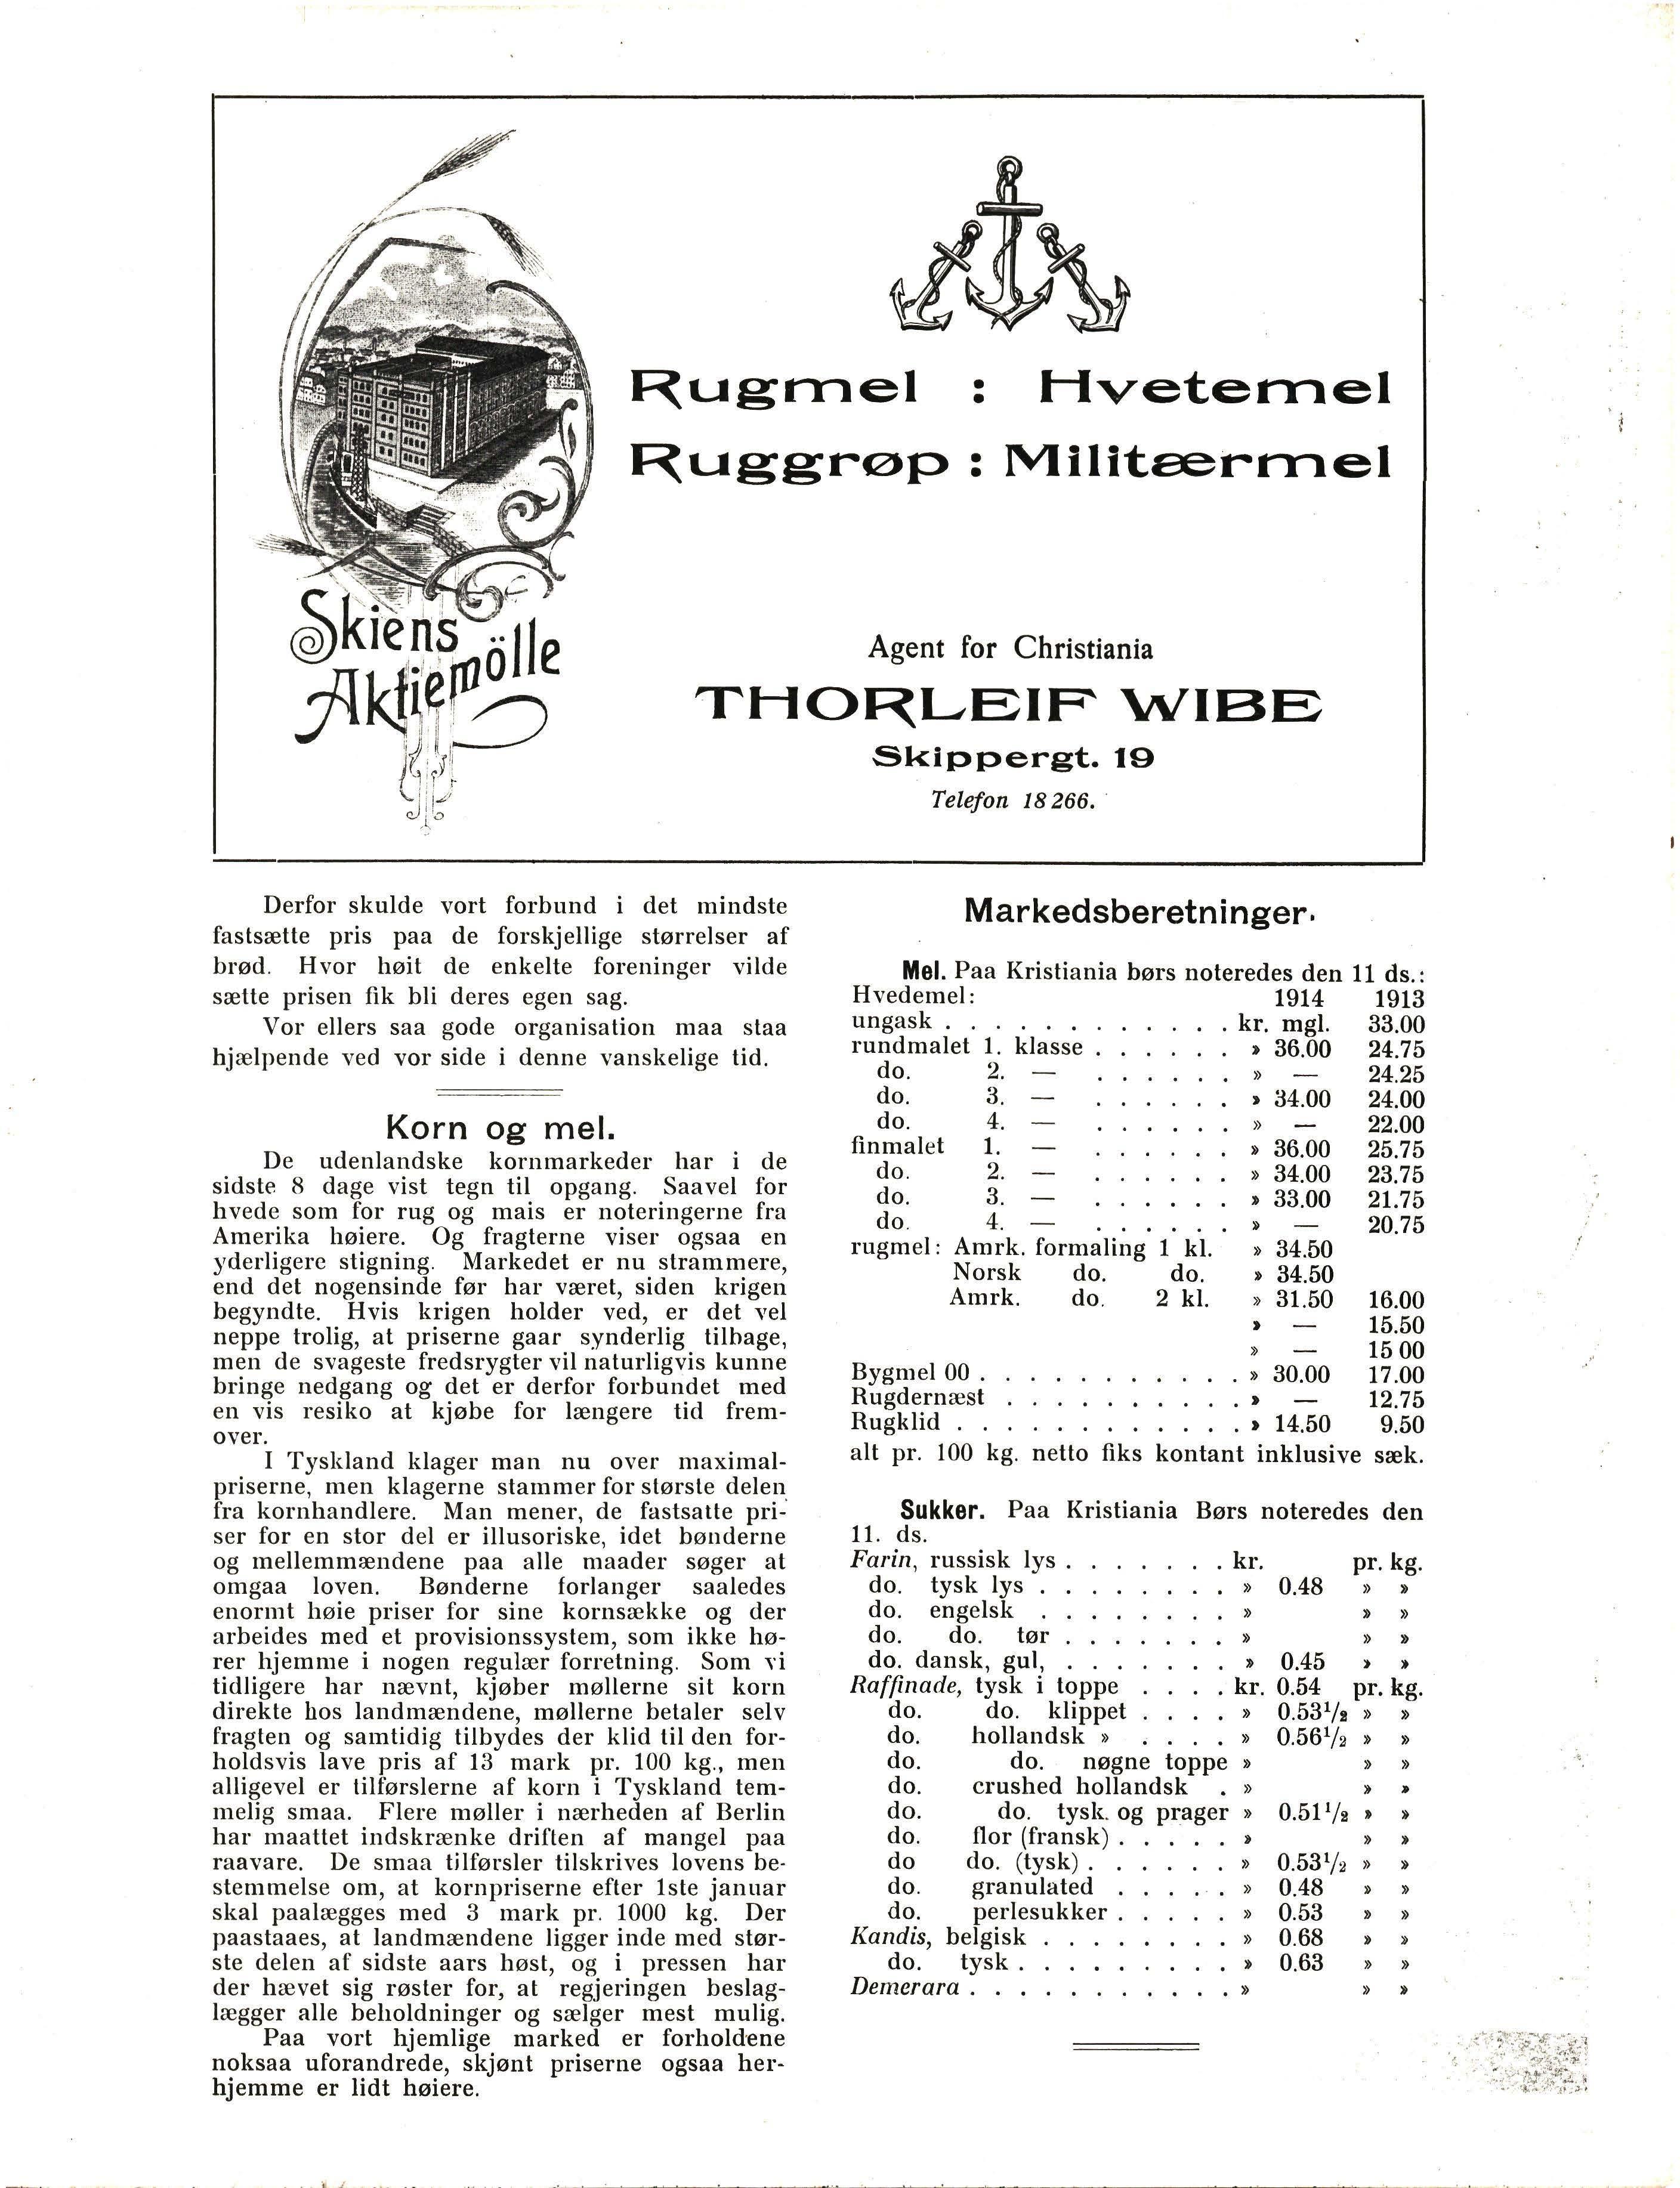 Skiens
Aktiemölle
Rugmel : Hvetemel
Ruggrøp : Militærmel
Agent for Christiania
THORLEIF WIBE
Skippergt. 19
Telefon 18 266.
Derfor skulde vort forbund i det mindste
fastsætte pris paa de forskjellige størrelser af
brød. Hvor høit de enkelte foreninger vilde
sætte prisen fik bli deres egen sag.
Vor ellers saa gode organisation maa staa
hjælpende ved vor side i denne vanskelige tid.
Korn og mel.
De udenlandske kornmarkeder har i de
sidste 8 dage vist tegn til opgang. Saavel for
hvede som for rug og mais er noteringerne fra
Amerika høiere. Og fragterne viser ogsaa en
yderligere stigning. Markedet er nu strammere,
end det nogensinde før har været, siden krigen
begyndte. Hvis krigen holder ved, er det vel
neppe trolig, at priserne gaar synderlig tilbage,
men de svageste fredsrygter vil naturligvis kunne
bringe nedgang og det er derfor forbundet med
en vis resiko at kjøbe for længere tid frem-
over.
I Tyskland klager man nu over maximal-
priserne, men klagerne stammer for største delen
fra kornhandlere. Man mener, de fastsatte pri-
ser for en stor del er illusoriske, idet bønderne
og mellemmændene paa alle maader søger at
omgaa loven. Bønderne forlanger saaledes
enormt høie priser for sine kornsække og der
arbeides med et provisionssystem, som ikke hø-
rer hjemme i nogen regulær forretning. Som vi
tidligere har nævnt, kjøber møllerne sit korn
direkte hos landmændene, møllerne betaler selv
fragten og samtidig tilbydes der klid til den for-
holdsvis lave pris af 13 mark pr. 100 kg., men
alligevel er tilførslerne af korn i Tyskland tem-
melig smaa. Flere møller i nærheden af Berlin
har maattet indskrænke driften af mangel paa
raavare. De smaa tilførsler tilskrives lovens be-
stemmelse om, at kornpriserne efter 1ste januar
skal paalægges med 3 mark pr. 1000 kg. Der
paastaaes, at landmændene ligger inde med stør-
ste delen af sidste aars høst, og i pressen har
der hævet sig røster for, at regjeringen beslag-
lægger alle beholdninger og sælger mest mulig.
Paa vort hjemlige marked er forholdene
noksaa uforandrede, skjønt priserne ogsaa her-
hjemme er lidt høiere.
Markedsberetninger.
Mel. Paa Kristiania børs noteredes den 11 ds.:
Hvedemel: 1914 1913
ungask . . . . . . . . . . . . kr. mgl. 33.00
rundmalet 1. klasse . . . . . . » 36.00 24.75
do. 2. — . . . . . . » — 24.25
do. 3. — . . . . . . » 34.00 24.00
do. 4. — . . . . . . » — 22.00
finmalet 1. — . . . . . . » 36.00 25.75
do. 2. — . . . . . . » 34.00 23.75
do. 3. — . . . . . . » 33.00 21.75
do. 4. — . . . . . . » — 20.75
rugmel: Amrk. formaling 1 kl. » 34.50
Norsk do. do. » 34.50
Amrk. do. 2 kl. » 31.50 16.00
» — 15.50
» — 15 00
Bygmel 00 . . . . . . . . . . . » 30.00 17.00
Rugdernæst . . . . . . . . . . » — 12.75
Rugklid . . . . . . . . . . . . » 14.50 9.50
alt pr. 100 kg. netto fiks kontant inklusive sæk.
Sukker. Paa Kristiania Børs noteredes den
11. ds.
Farin, russisk lys . . . . . . . kr. pr. kg.
do. tysk lys . . . . . . . . » 0.48 » »
do. engelsk . . . . . . . . » » »
do. do. tør . . . . . . . » » »
do. dansk, gul, . . . . . . . » 0.45 » »
Raffinade, tysk i toppe . . . . kr. 0.54 pr. kg.
do. do. klippet . . . . » 0.53¹/₂ » »
do. hollandsk » . . . . » 0.56¹/₂ » »
do. do. nøgne toppe » » »
do. crushed hollandsk . » » »
do. do. tysk. og prager » 0.51¹/₂ » »
do. flor (fransk) . . . . . » » »
do do. (tysk) . . . . . . » 0.53¹/₂ » »
do. granulated . . . . . » 0.48 » »
do. perlesukker . . . . . » 0.53 » »
Kandis, belgisk . . . . . . . . » 0.68 » »
do. tysk . . . . . . . . . » 0.63 » »
Demerara . . . . . . . . . . . » » »